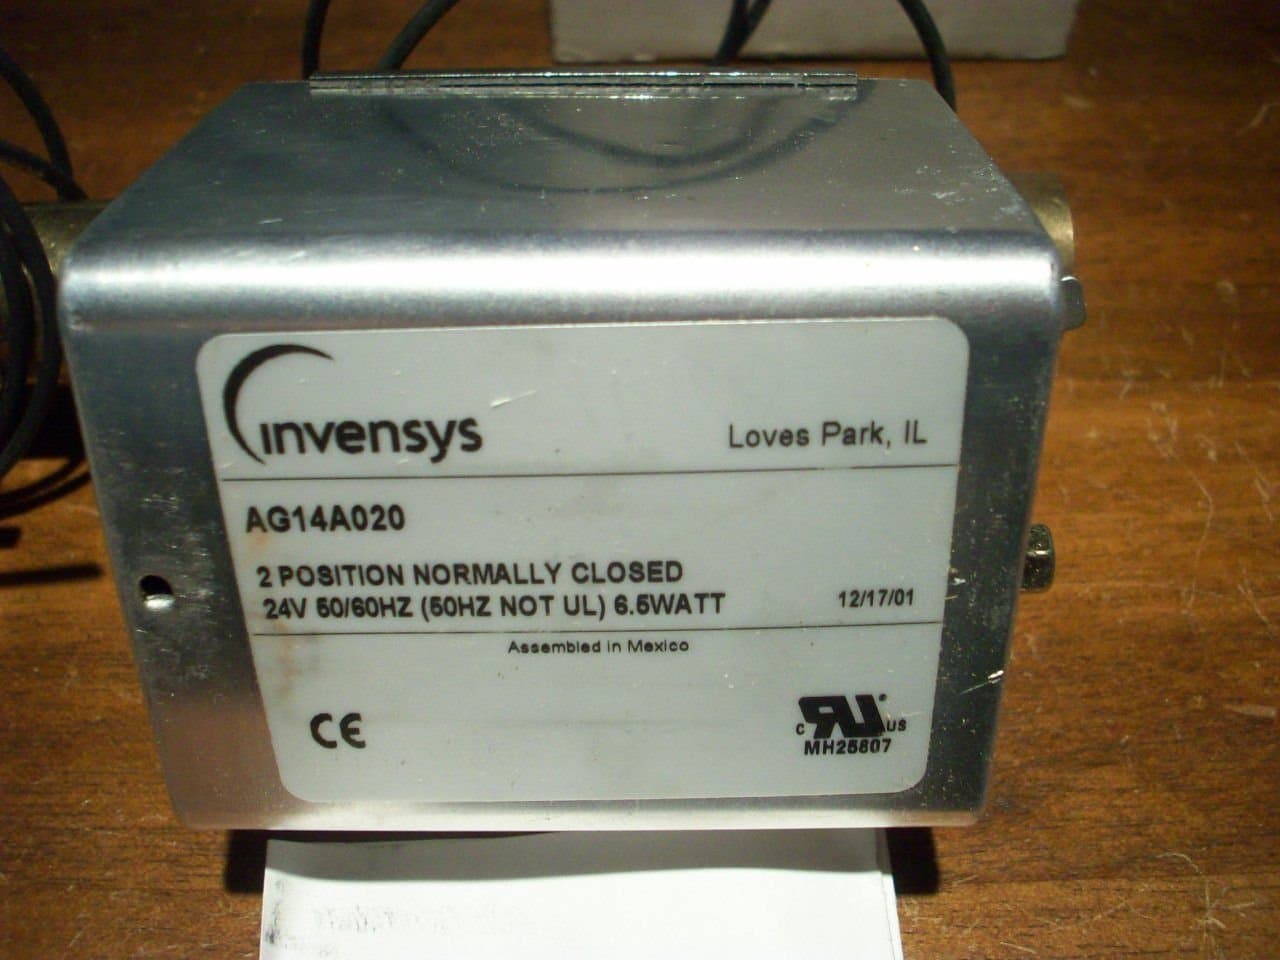 invensys
Loves Park, IL
AG14A020
2 POSITION NORMALLY CLOSED
24V 50/60HZ (50HZ NOT UL) 6.5WATT
12/17/01
Assembled in Mexico
CE
c RU US
MH25807